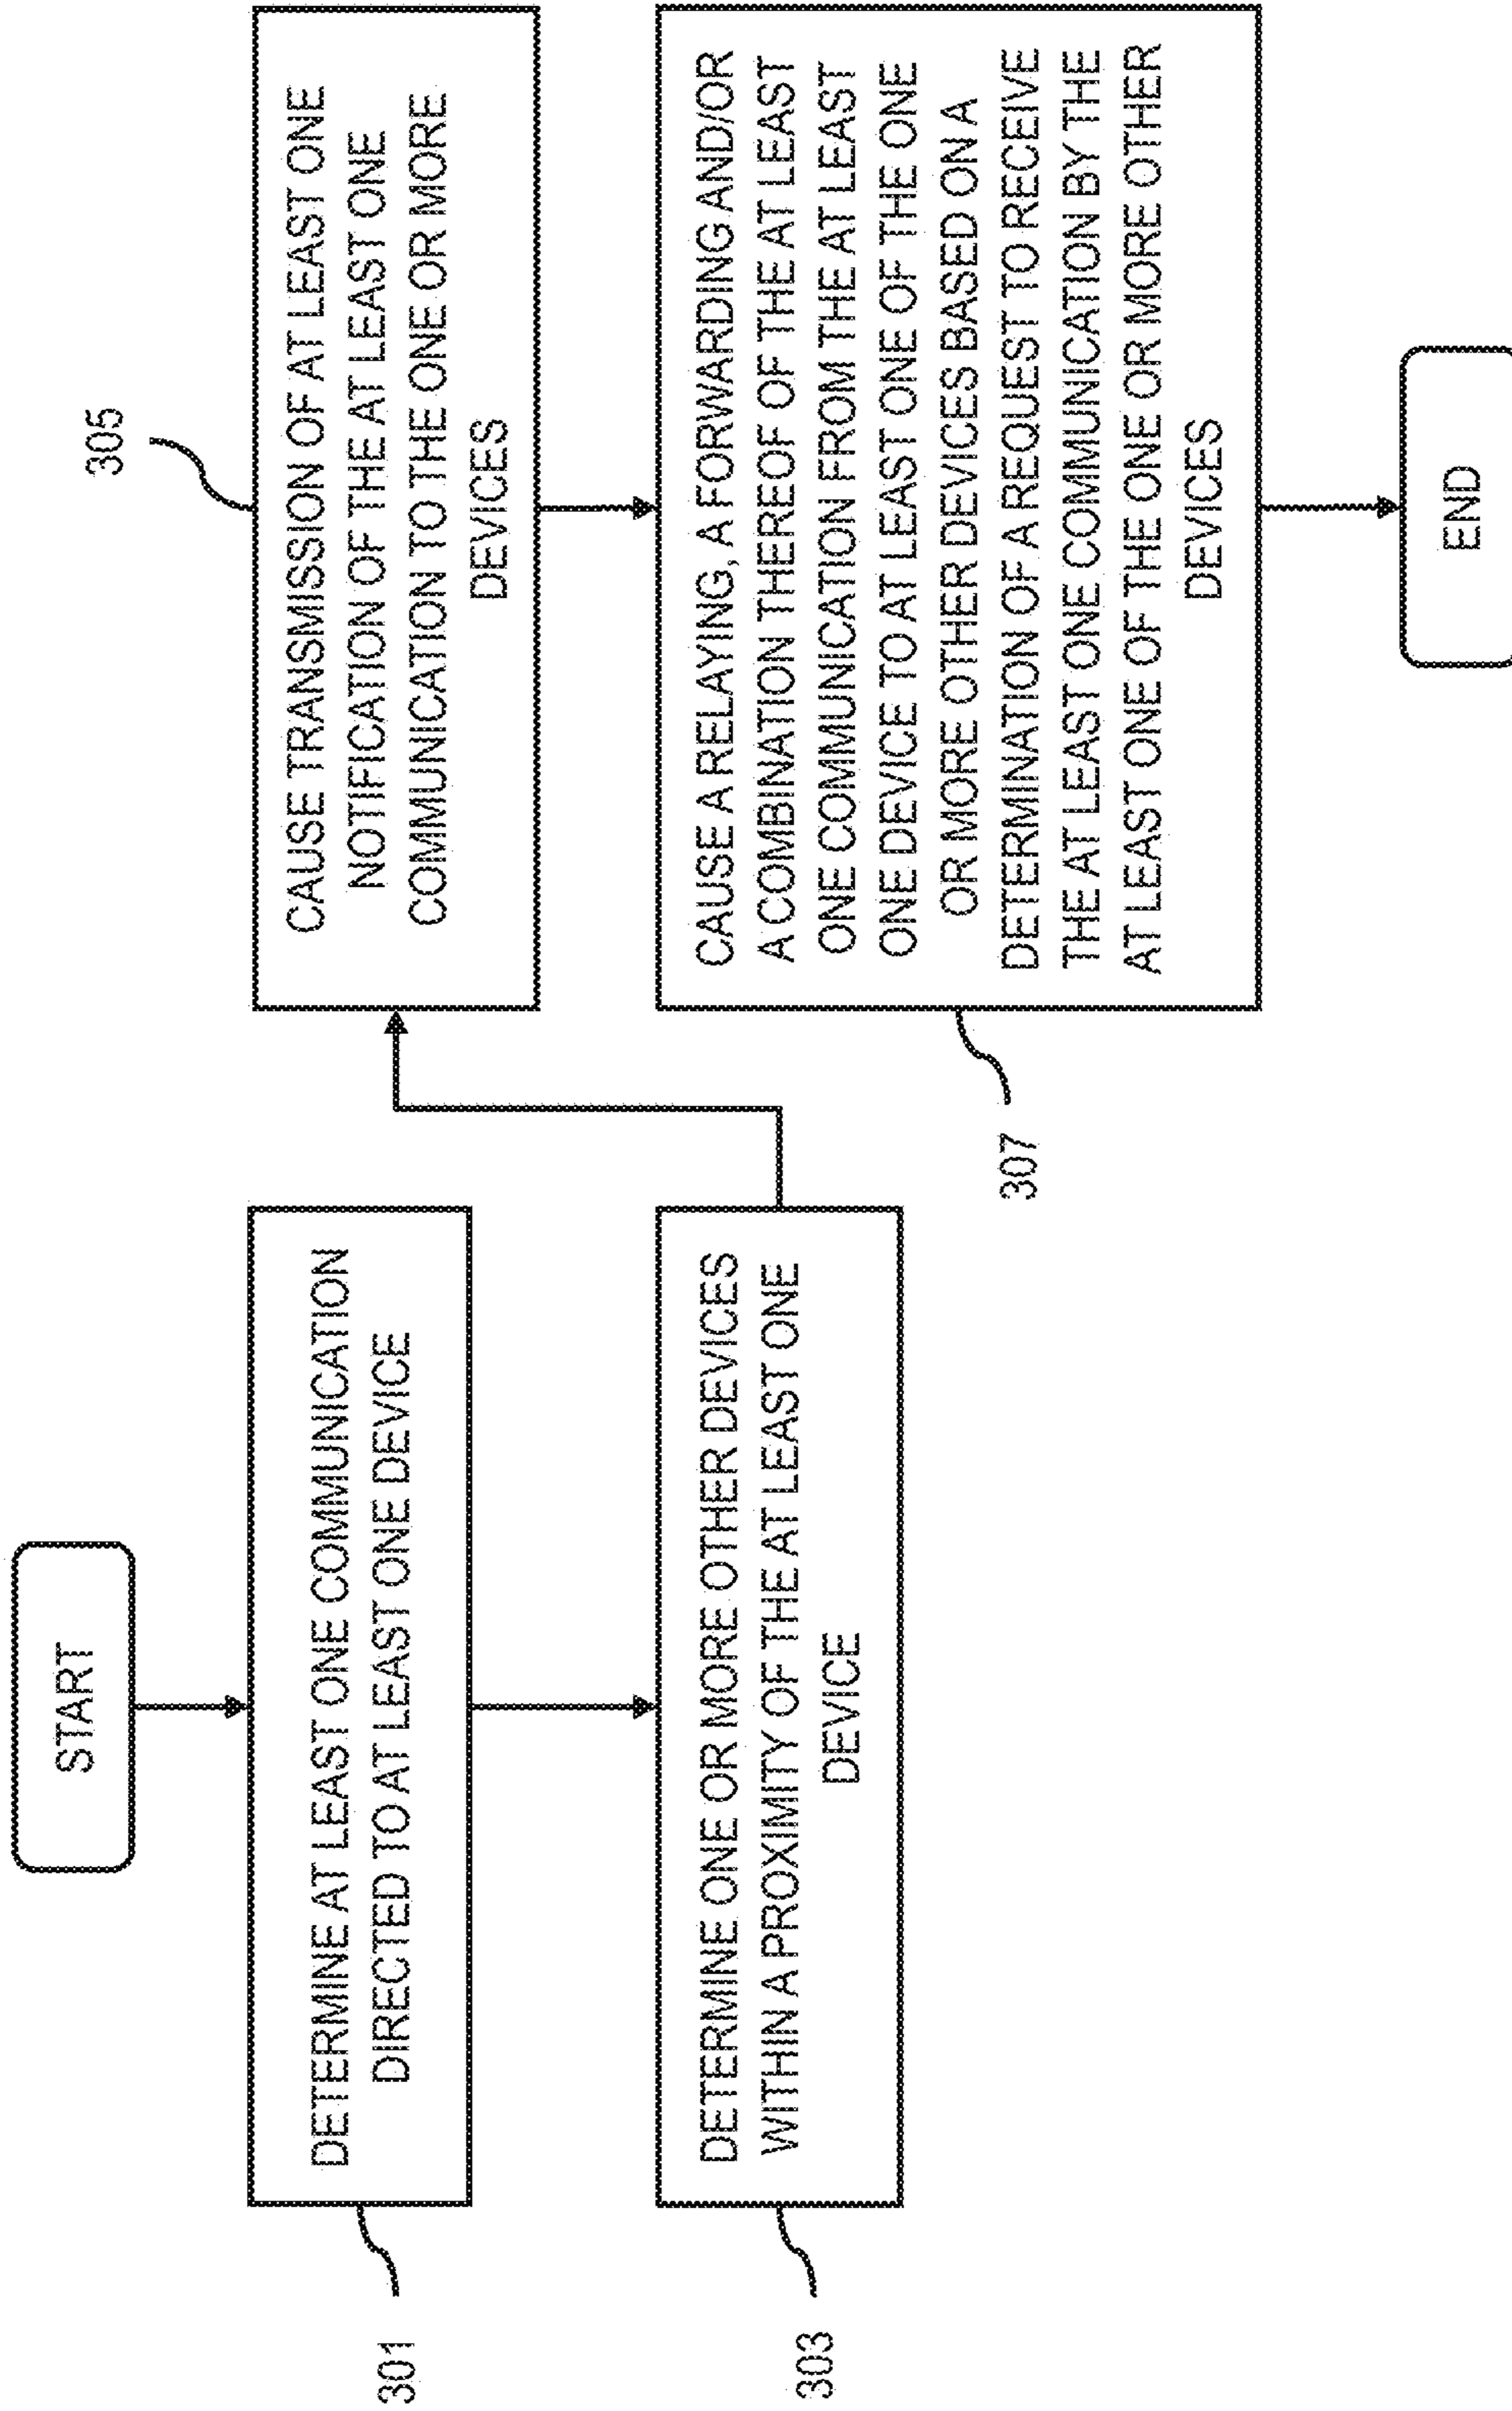 START
301
DETERMINE AT LEAST ONE COMMUNICATION
DIRECTED TO AT LEAST ONE DEVICE
303
DETERMINE ONE OR MORE OTHER DEVICES
WITHIN A PROXIMITY OF THE AT LEAST ONE
DEVICE
305
CAUSE TRANSMISSION OF AT LEAST ONE
NOTIFICATION OF THE AT LEAST ONE
COMMUNICATION TO THE ONE OR MORE
DEVICES
307
CAUSE A RELAYING, A FORWARDING AND/OR
A COMBINATION THEREOF OF THE AT LEAST
ONE COMMUNICATION FROM THE AT LEAST
ONE DEVICE TO AT LEAST ONE OF THE ONE
OR MORE OTHER DEVICES BASED ON A
DETERMINATION OF A REQUEST TO RECEIVE
THE AT LEAST ONE COMMUNICATION BY THE
AT LEAST ONE OF THE ONE OR MORE OTHER
DEVICES
END